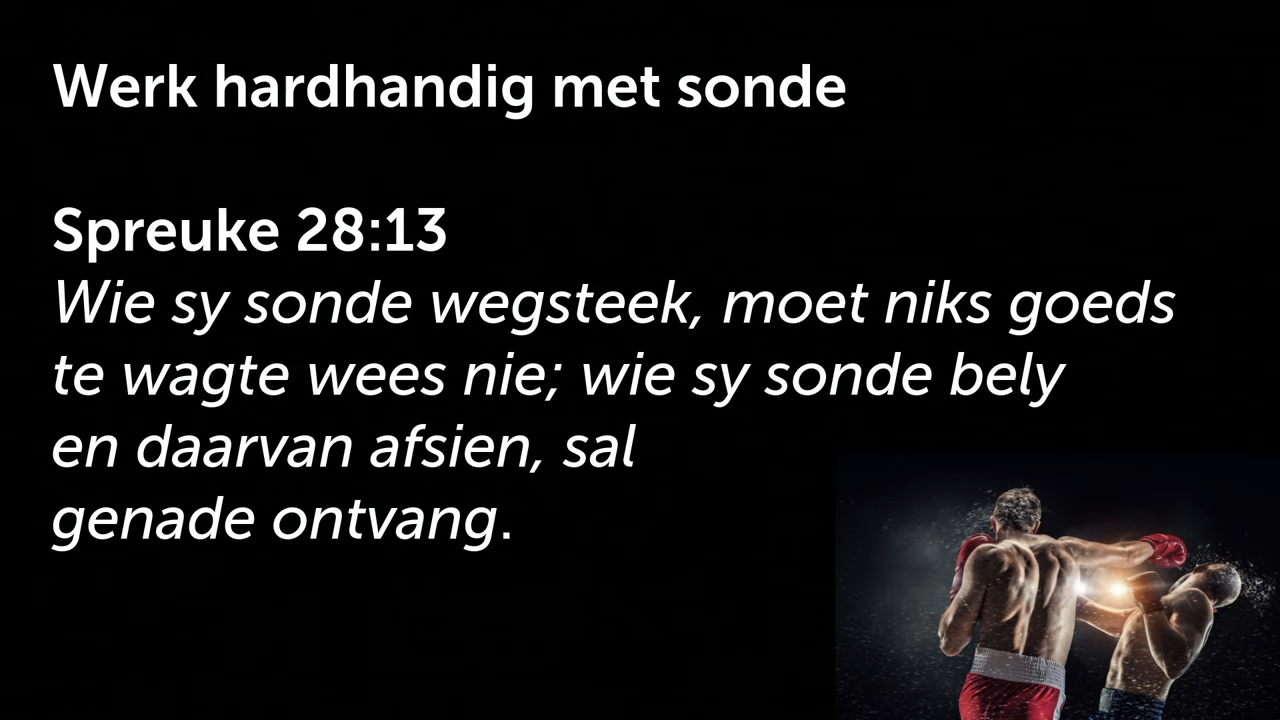 Werk hardhandig met sonde
Spreuke 28:13
Wie sy sonde wegsteek, moet niks goeds
te wagte wees nie; wie sy sonde bely
en daarvan afsien, sal
genade ontvang.